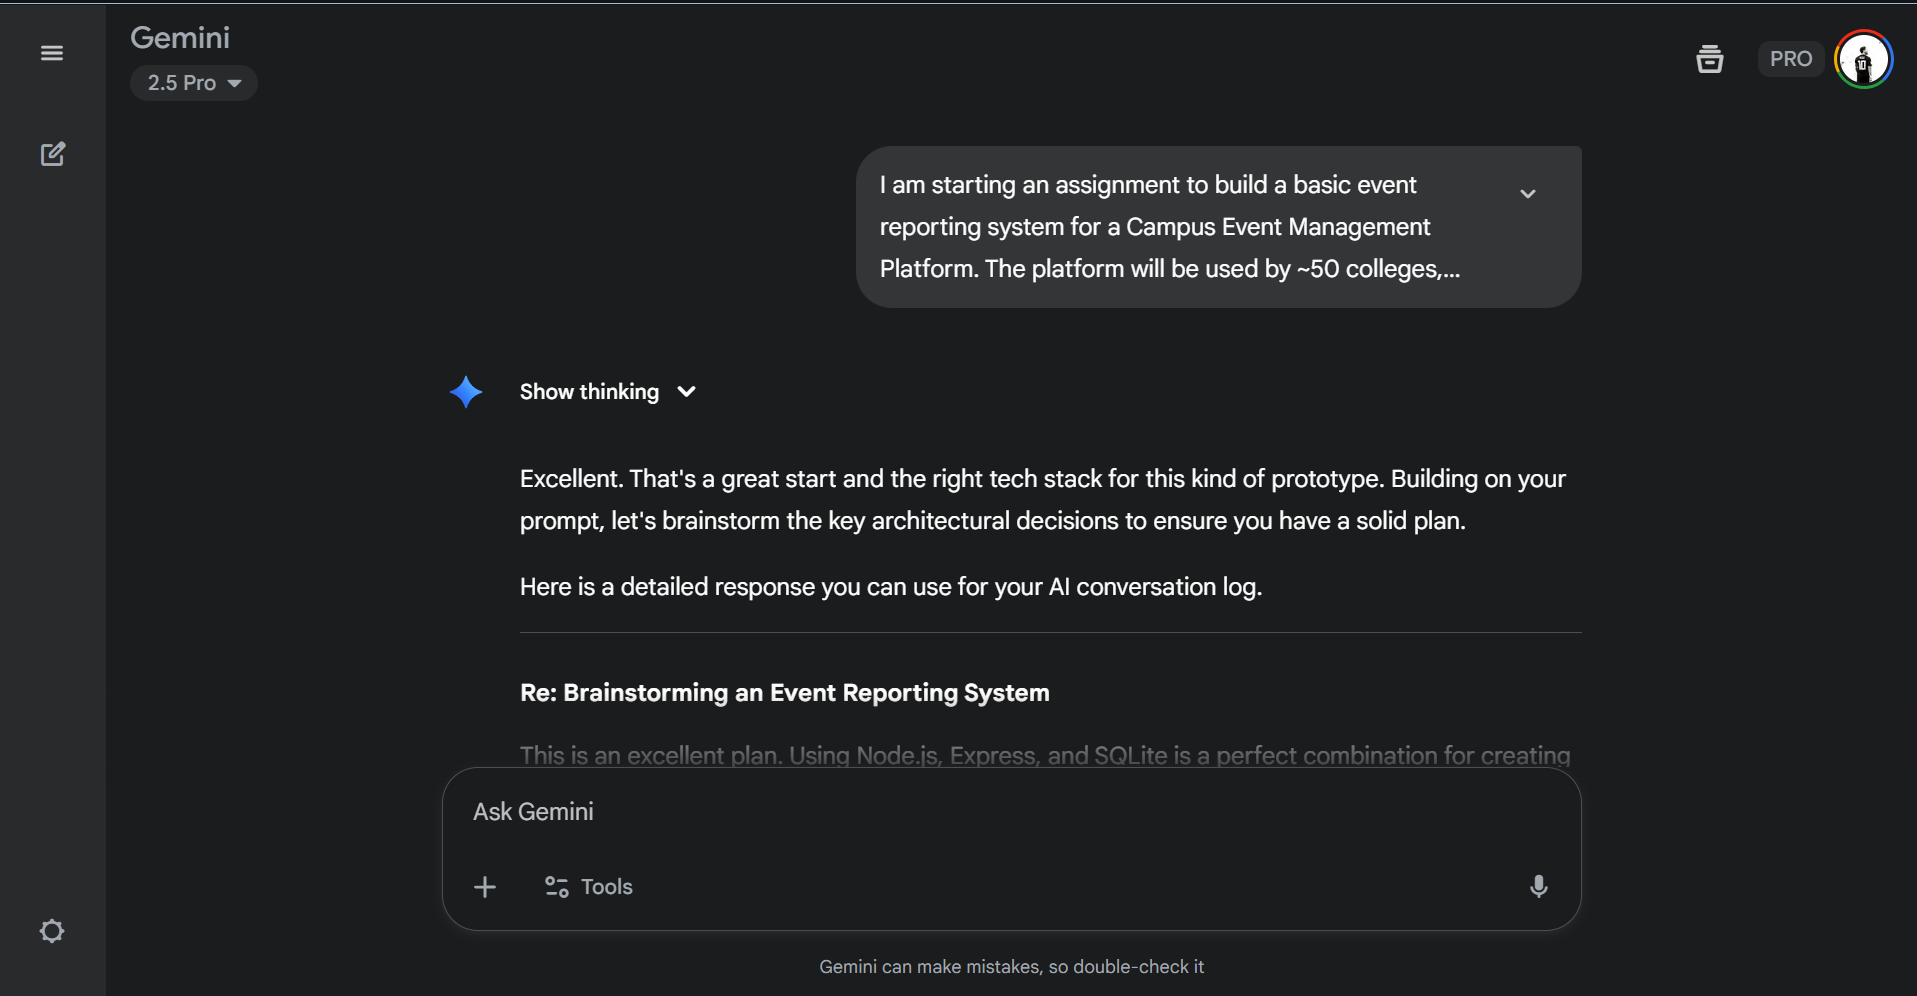 Gemini
2.5 Pro
PRO
10
I am starting an assignment to build a basic event
reporting system for a Campus Event Management
Platform. The platform will be used by ~50 colleges,...
Show thinking
Excellent. That's a great start and the right tech stack for this kind of prototype. Building on your
prompt, let's brainstorm the key architectural decisions to ensure you have a solid plan.
Here is a detailed response you can use for your AI conversation log.
Re: Brainstorming an Event Reporting System
This is an excellent plan. Using Node.js, Express, and SQLite is a perfect combination for creating
Ask Gemini
Tools
Gemini can make mistakes, so double-check it